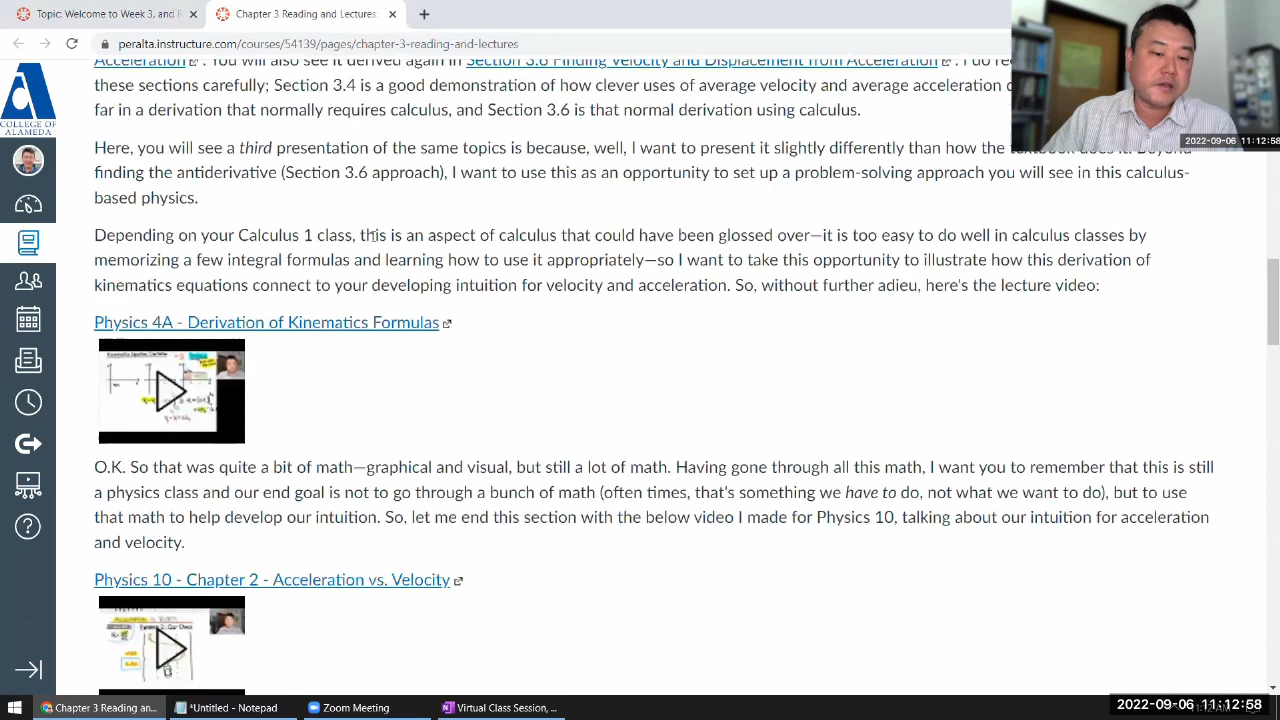 Topic: Welcome to Week 3, and F
Chapter 3 Reading and Lectures:
peralta.instructure.com/courses/54139/pages/chapter-3-reading-and-lectures
2022-09-06 11:12:58
COLLEGE OF
ALAMEDA
Acceleration . You will also see it derived again in Section 3.6 Finding Velocity and Displacement from Acceleration . I do re
these sections carefully; Section 3.4 is a good demonstration of how clever uses of average velocity and average acceleration
far in a derivation that normally requires calculus, and Section 3.6 is that normal derivation using calculus.
Here, you will see a third presentation of the same topic is because, well, I want to present it slightly differently than how the textbook does it. Beyond
finding the antiderivative (Section 3.6 approach), I want to use this as an opportunity to set up a problem-solving approach you will see in this calculus-
based physics.
Depending on your Calculus 1 class, this is an aspect of calculus that could have been glossed over—it is too easy to do well in calculus classes by
memorizing a few integral formulas and learning how to use it appropriately—so I want to take this opportunity to illustrate how this derivation of
kinematics equations connect to your developing intuition for velocity and acceleration. So, without further adieu, here's the lecture video:
Physics 4A - Derivation of Kinematics Formulas
O.K. So that was quite a bit of math—graphical and visual, but still a lot of math. Having gone through all this math, I want you to remember that this is still
a physics class and our end goal is not to go through a bunch of math (often times, that's something we have to do, not what we want to do), but to use
that math to help develop our intuition. So, let me end this section with the below video I made for Physics 10, talking about our intuition for acceleration
and velocity.
Physics 10 - Chapter 2 - Acceleration vs. Velocity
Chapter 3 Reading an...
*Untitled - Notepad
Zoom Meeting
Virtual Class Session, ...
2022-09-06 11:12:58